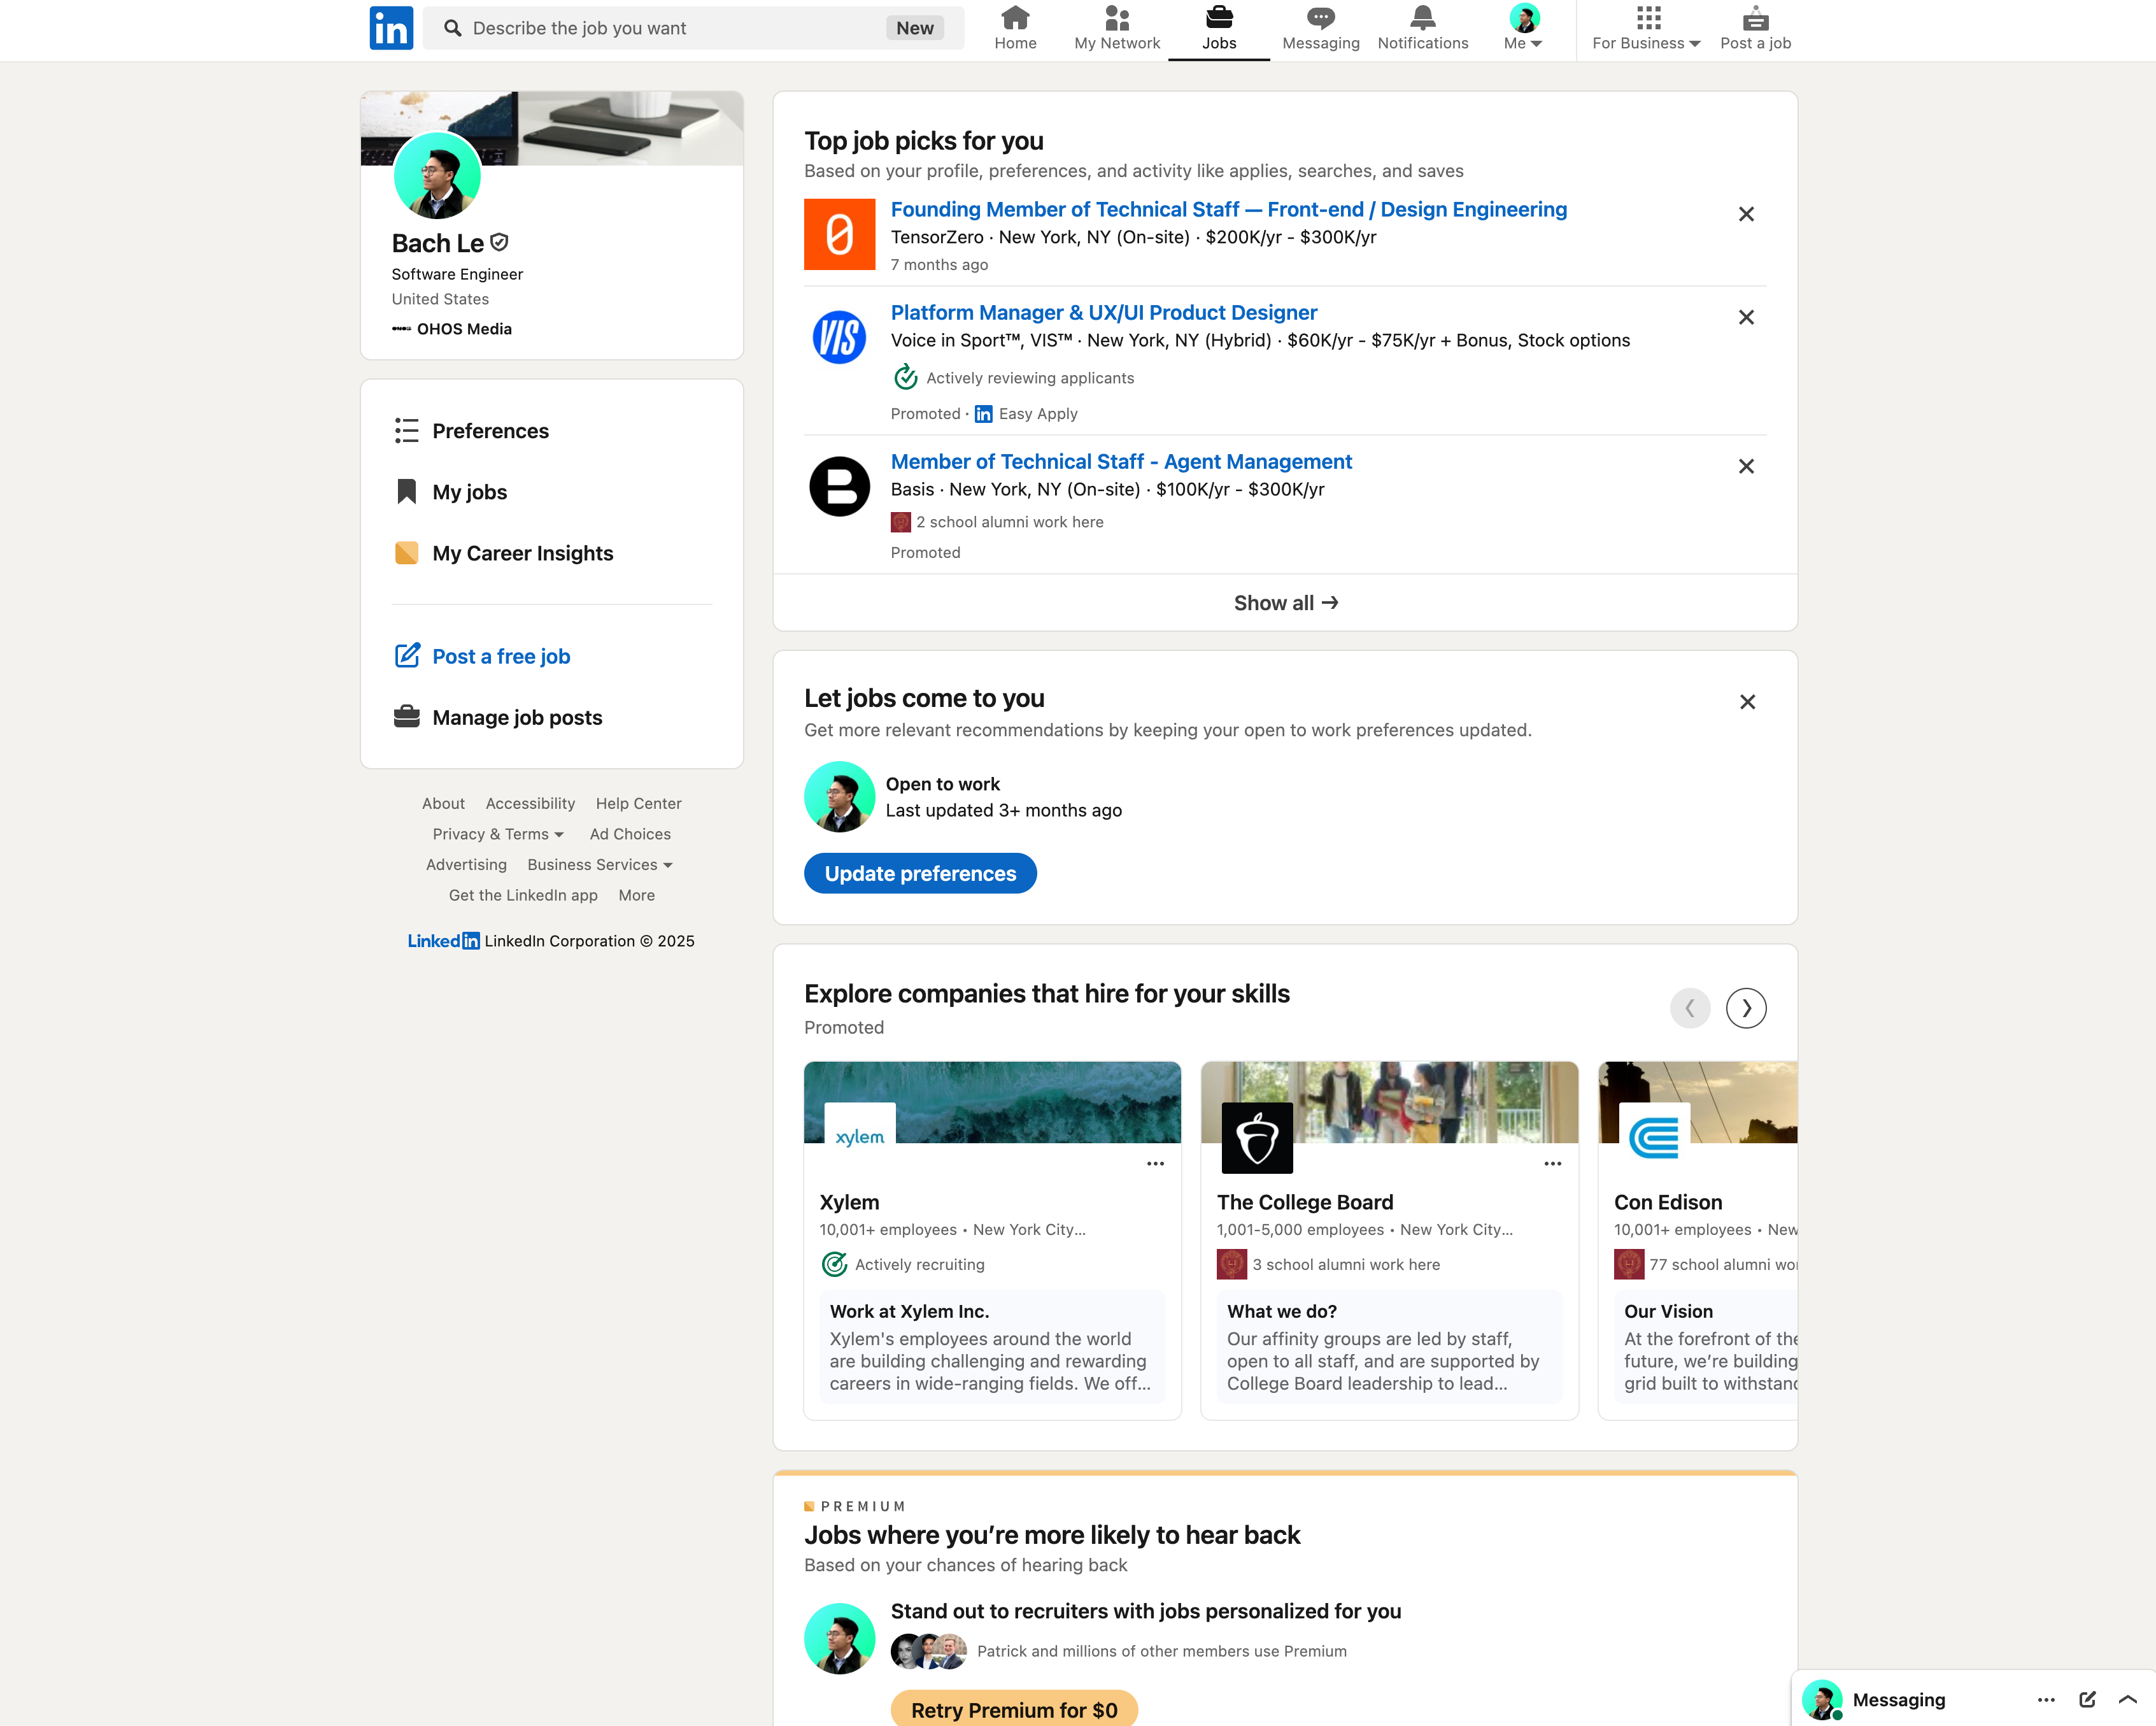 in
Describe the job you want
New
Home
My Network
Jobs
Messaging
Notifications
Me
For Business
Post a job
Bach Le
Software Engineer
United States
OHOS Media
Preferences
My jobs
My Career Insights
Post a free job
Manage job posts
About Accessibility Help Center
Privacy & Terms Ad Choices
Advertising Business Services
Get the LinkedIn app More
LinkedIn LinkedIn Corporation © 2025
Top job picks for you
Based on your profile, preferences, and activity like applies, searches, and saves
Founding Member of Technical Staff — Front-end / Design Engineering
TensorZero · New York, NY (On-site) · $200K/yr - $300K/yr
7 months ago
VIS
Platform Manager & UX/UI Product Designer
Voice in Sport™, VIS™ · New York, NY (Hybrid) · $60K/yr - $75K/yr + Bonus, Stock options
Actively reviewing applicants
Promoted · in Easy Apply
B
Member of Technical Staff - Agent Management
Basis · New York, NY (On-site) · $100K/yr - $300K/yr
2 school alumni work here
Promoted
Show all →
Let jobs come to you
Get more relevant recommendations by keeping your open to work preferences updated.
Open to work
Last updated 3+ months ago
Update preferences
Explore companies that hire for your skills
Promoted
xylem
Xylem
10,001+ employees • New York City...
Actively recruiting
Work at Xylem Inc.
Xylem's employees around the world
are building challenging and rewarding
careers in wide-ranging fields. We off...
The College Board
1,001-5,000 employees • New York City...
3 school alumni work here
What we do?
Our affinity groups are led by staff,
open to all staff, and are supported by
College Board leadership to lead...
Con Edison
10,001+ employees • New
77 school alumni wo
Our Vision
At the forefront of the
future, we’re building
grid built to withstand
PREMIUM
Jobs where you’re more likely to hear back
Based on your chances of hearing back
Stand out to recruiters with jobs personalized for you
Patrick and millions of other members use Premium
Retry Premium for $0
Messaging